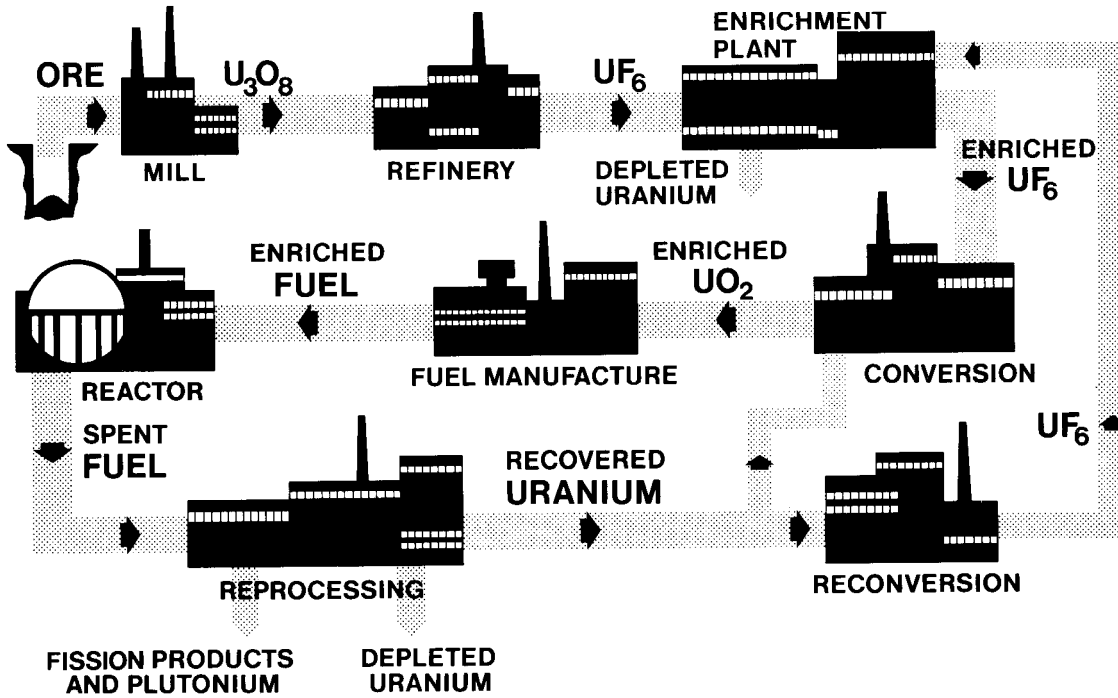 ORE
U₃O₈
UF₆
ENRICHMENT
PLANT
MILL
REFINERY
DEPLETED
URANIUM
ENRICHED
UF₆
ENRICHED
FUEL
ENRICHED
UO₂
REACTOR
FUEL MANUFACTURE
CONVERSION
SPENT
FUEL
RECOVERED
URANIUM
UF₆
REPROCESSING
RECONVERSION
FISSION PRODUCTS
AND PLUTONIUM
DEPLETED
URANIUM